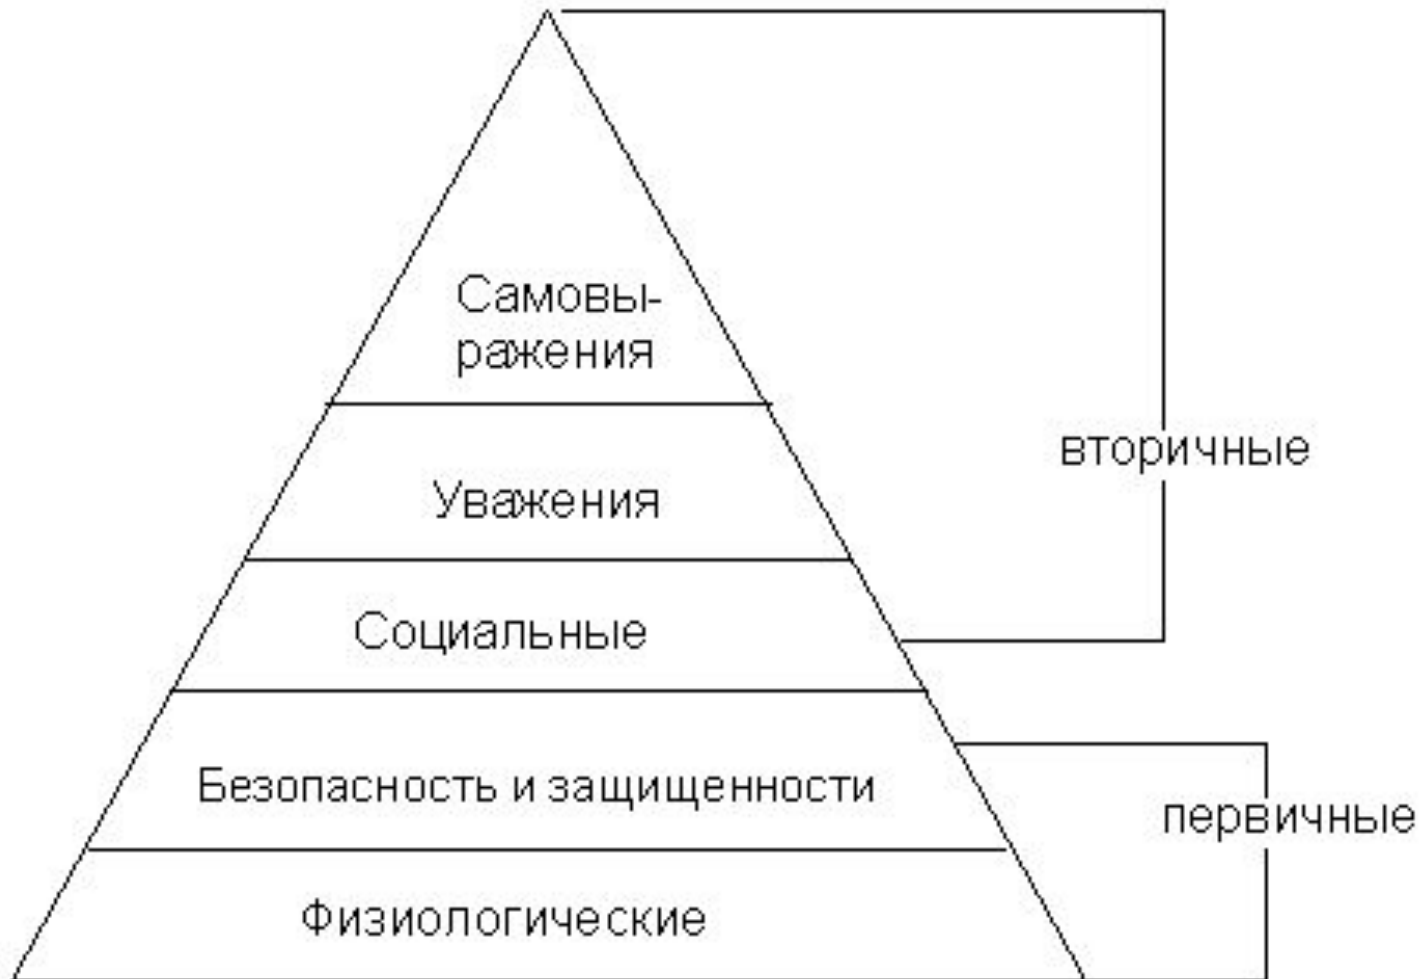 Самовы-
ражения
вторичные
Уважения
Социальные
Безопасность и защищенности
первичные
Физиологические